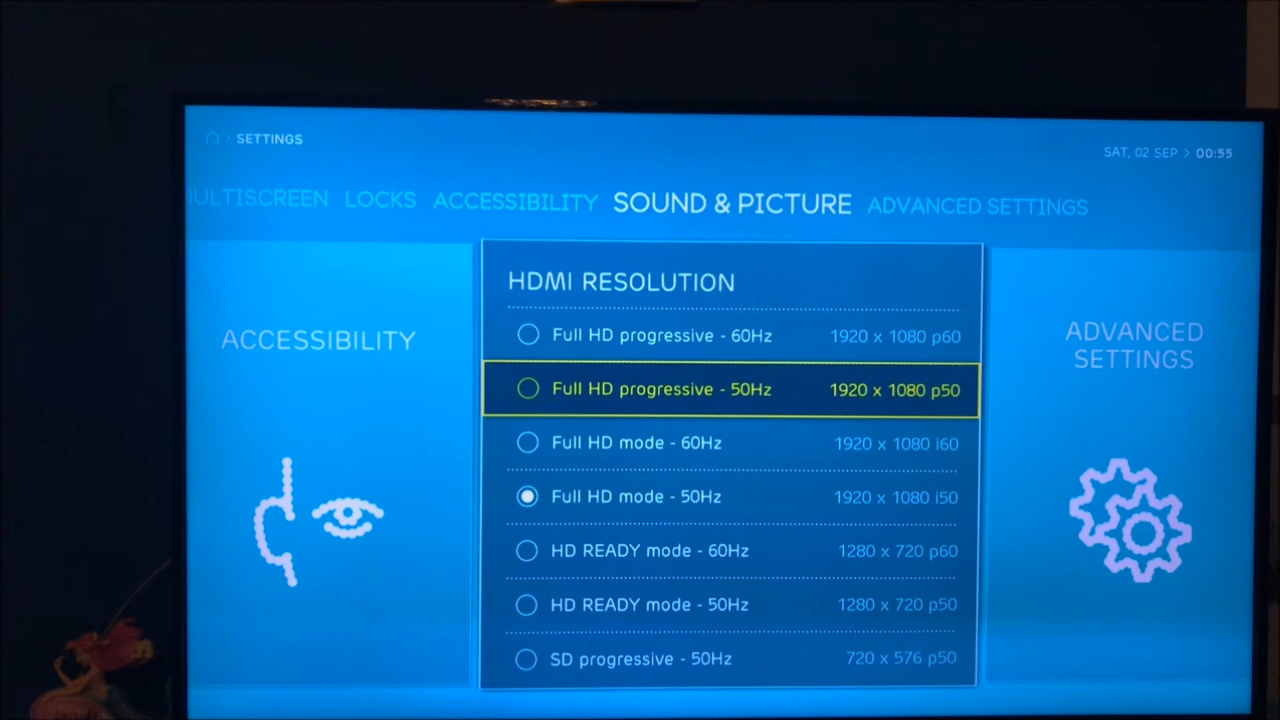 SETTINGS
SAT, 02 SEP > 00:55
LOCKS ACCESSIBILITY SOUND & PICTURE ADVANCED SETTINGS
ACCESSIBILITY
HDMI RESOLUTION
Full HD progressive - 60Hz 1920 x 1080 p60
Full HD progressive - 50Hz 1920 x 1080 p50
Full HD mode - 60Hz 1920 x 1080 i60
Full HD mode - 50Hz 1920 x 1080 i50
HD READY mode - 60Hz 1280 x 720 p60
HD READY mode - 50Hz 1280 x 720 p50
SD progressive - 50Hz 720 x 576 p50
ADVANCED
SETTINGS